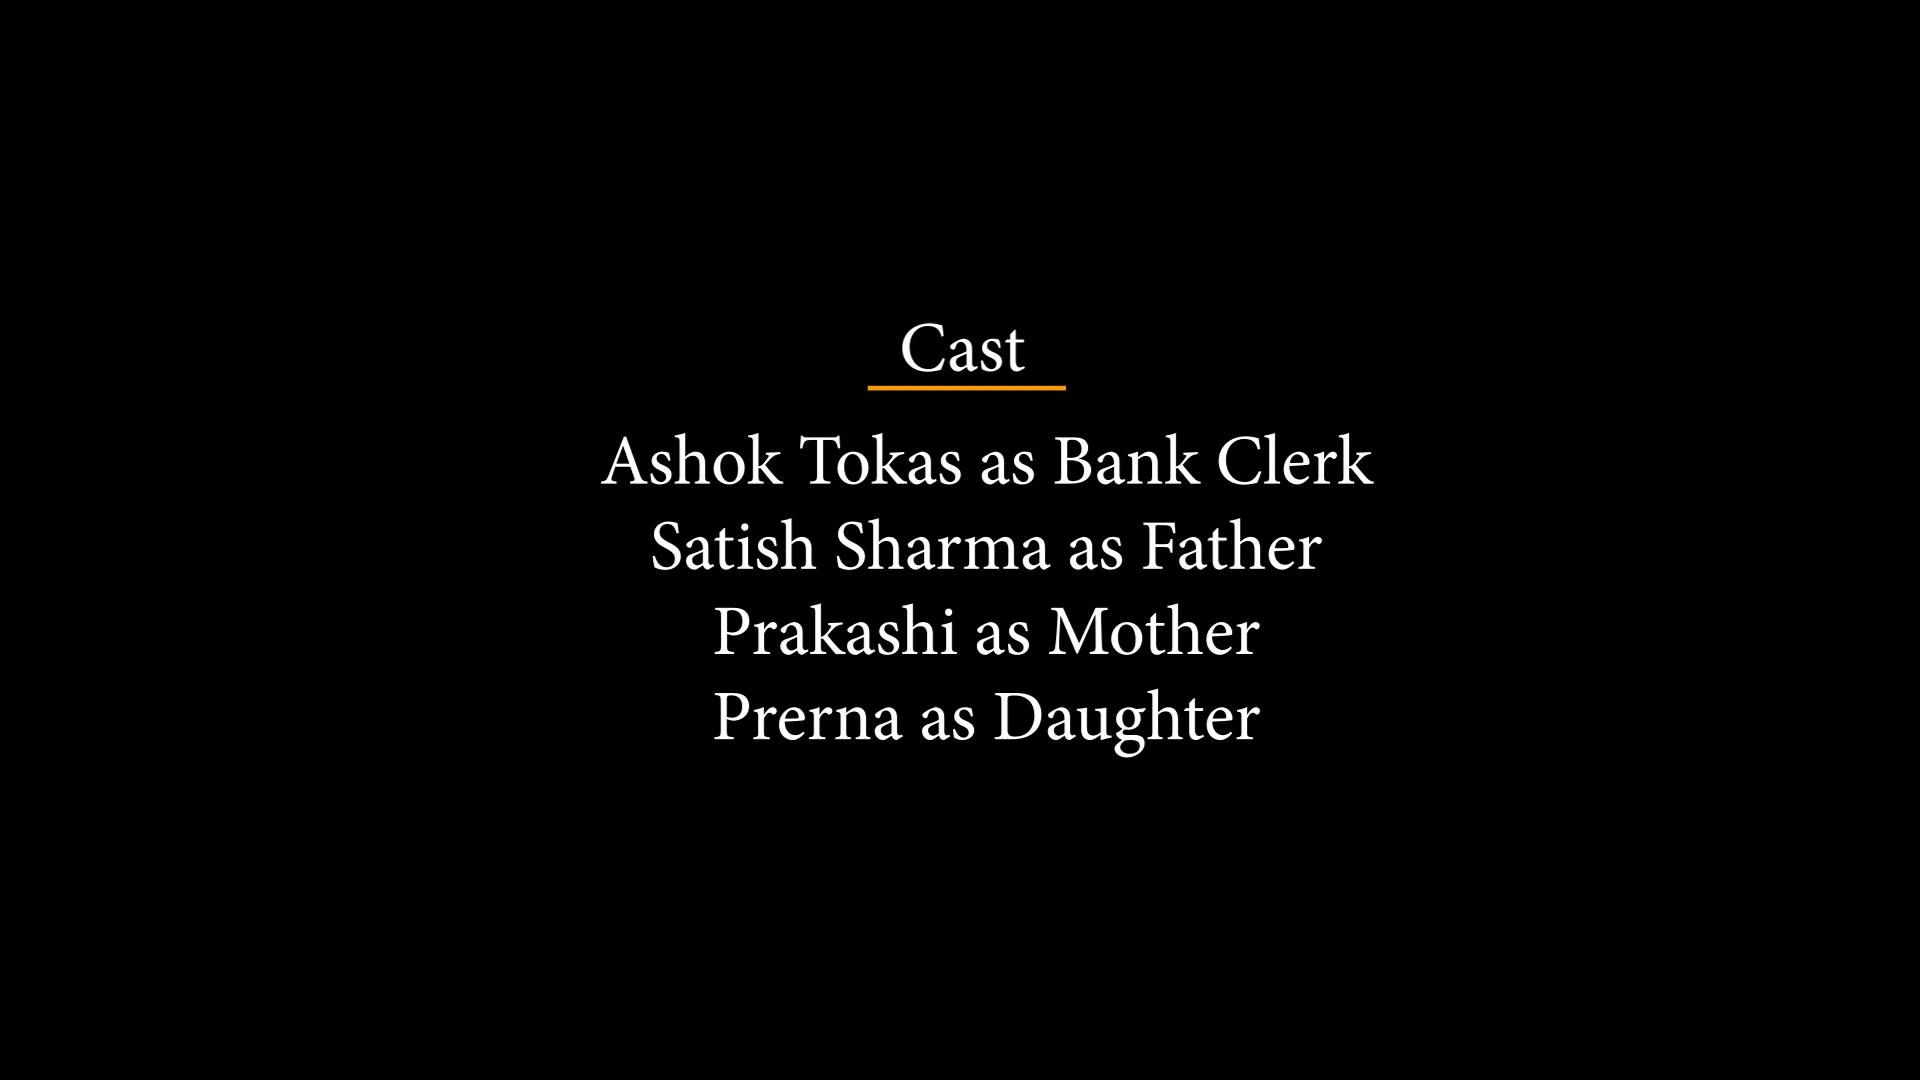 Cast
Ashok Tokas as Bank Clerk
Satish Sharma as Father
Prakashi as Mother
Prerna as Daughter